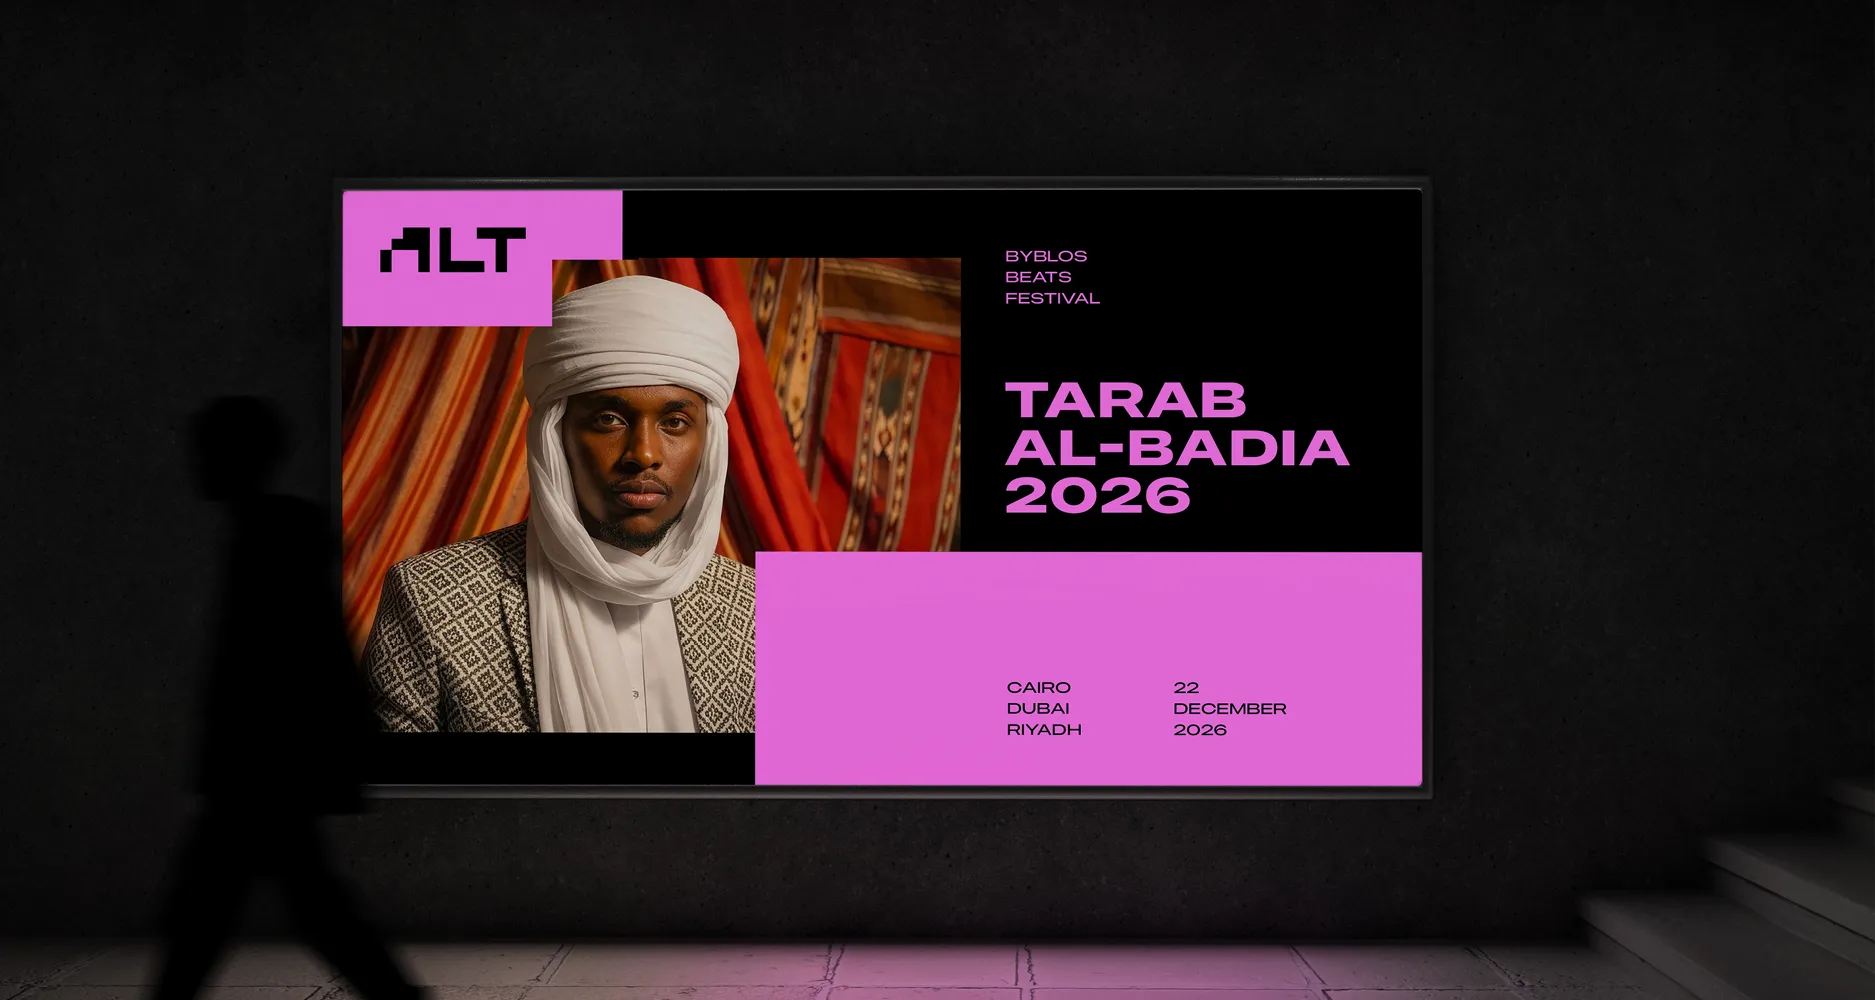 ALT
BYBLOS
BEATS
FESTIVAL
TARAB
AL-BADIA
2026
CAIRO
DUBAI
RIYADH
22
DECEMBER
2026